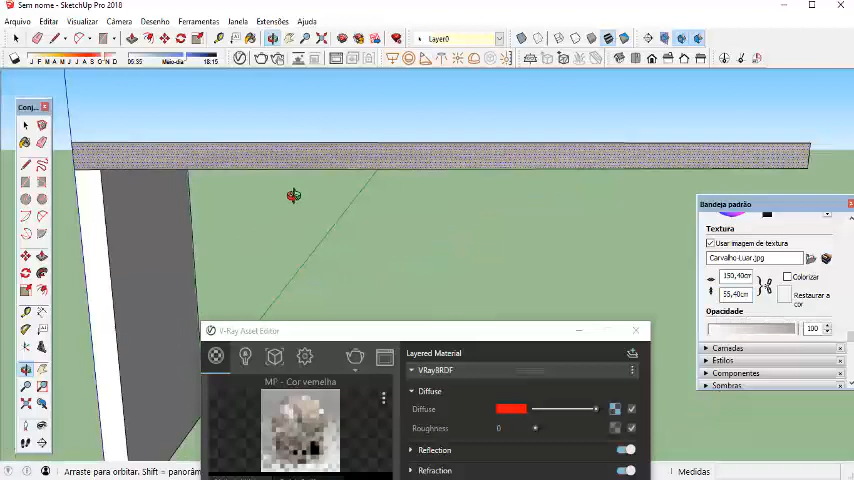 Sem nome - SketchUp Pro 2018
Arquivo Editar Visualizar Câmera Desenho Ferramentas Janela Extensões Ajuda
Layer0
J F M A M J J A S O N D 05:35 Meio-dia 18:15
Conj...
Bandeja padrão
Textura
Usar imagem de textura
Carvalho-Luar.jpg
150,40cm
Colorizar
55,40cm
Restaurar a
cor
Opacidade
100
Camadas
Estilos
Componentes
Sombras
V-Ray Asset Editor
Layered Material
VRayBRDF
MP - Cor vemelha
Diffuse
Diffuse
Roughness 0
Reflection
Refraction
Arraste para orbitar. Shift = panorâm
Medidas